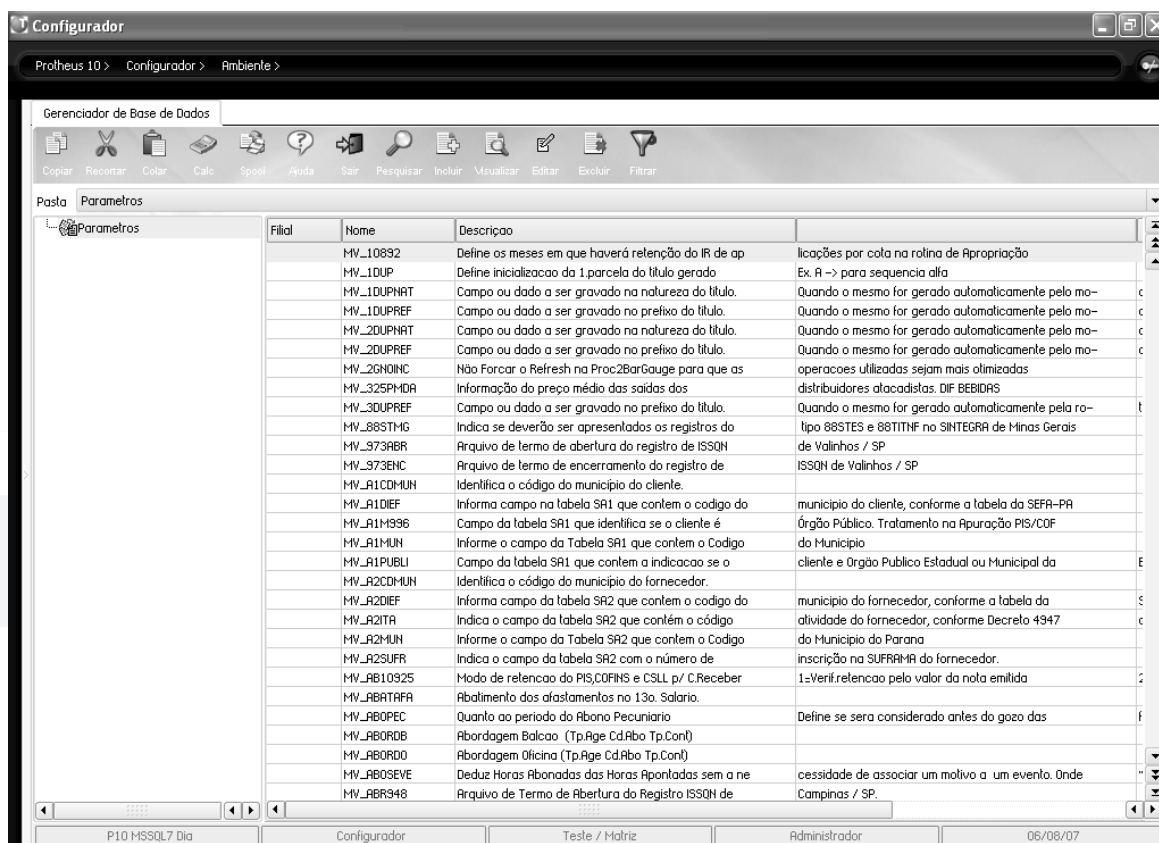 Configurador
Protheus 10 > Configurador > Ambiente >
Gerenciador de Base de Dados
Copiar Recortar Colar Calc Spool Ajuda Sair Pesquisar Incluir Visualizar Editar Excluir Filtrar
Pasta Parametros
Parametros
Filial Nome Descriçao
MV_10892 Define os meses em que haverá retenção do IR de ap licações por cota na rotina de Apropriação
MV_1DUP Define inicializacao da 1.parcela do titulo gerado Ex. A -> para sequencia alfa
MV_1DUPNAT Campo ou dado a ser gravado na natureza do titulo. Quando o mesmo for gerado automaticamente pelo mo-
MV_1DUPREF Campo ou dado a ser gravado no prefixo do titulo. Quando o mesmo for gerado automaticamente pelo mo-
MV_2DUPNAT Campo ou dado a ser gravado na natureza do titulo. Quando o mesmo for gerado automaticamente pelo mo-
MV_2DUPREF Campo ou dado a ser gravado no prefixo do titulo. Quando o mesmo for gerado automaticamente pelo mo-
MV_2GNOINC Não Forcar o Refresh na Proc2BarGauge para que as operacoes utilizadas sejam mais otimizadas
MV_325PMDA Informação do preço médio das saídas dos distribuidores atacadistas. DIF BEBIDAS
MV_3DUPREF Campo ou dado a ser gravado no prefixo do titulo. Quando o mesmo for gerado automaticamente pela ro- t
MV_88STMG Indica se deverão ser apresentados os registros do tipo 88STES e 88TITNF no SINTEGRA de Minas Gerais
MV_973ABR Arquivo de termo de abertura do registro de ISSQN de Valinhos / SP
MV_973ENC Arquivo de termo de encerramento do registro de ISSQN de Valinhos / SP
MV_A1CDMUN Identifica o código do município do cliente.
MV_A1DIEF Informa campo na tabela SA1 que contem o codigo do municipio do cliente, conforme a tabela da SEFA-PA
MV_A1M996 Campo da tabela SA1 que identifica se o cliente é Órgão Público. Tratamento na Apuração PIS/COF
MV_A1MUN Informe o campo da Tabela SA1 que contem o Codigo do Municipio
MV_A1PUBLI Campo da tabela SA1 que contem a indicacao se o cliente e Orgão Publico Estadual ou Municipal da E
MV_A2CDMUN Identifica o código do município do fornecedor.
MV_A2DIEF Informa campo da tabela SA2 que contem o codigo do municipio do fornecedor, conforme a tabela da S
MV_A2ITA Indica o campo da tabela SA2 que contém o código atividade do fornecedor, conforme Decreto 4947
MV_A2MUN Informe o campo da Tabela SA2 que contem o Codigo do Municipio do Parana
MV_A2SUFR Indica o campo da tabela SA2 com o número de inscrição na SUFRAMA do fornecedor.
MV_AB10925 Modo de retencao do PIS,COFINS e CSLL p/ C.Receber 1=Verif.retencao pelo valor da nota emitida 2
MV_ABATAFA Abatimento dos afastamentos no 13o. Salario.
MV_ABOPEC Quanto ao periodo do Abono Pecuniario Define se sera considerado antes do gozo das f
MV_ABORDB Abordagem Balcao (Tp.Age Cd.Abo Tp.Cont)
MV_ABORDO Abordagem Oficina (Tp.Age Cd.Abo Tp.Cont)
MV_ABOSEVE Deduz Horas Abonadas das Horas Apontadas sem a ne cessidade de associar um motivo a um evento. Onde "
MV_ABR948 Arquivo de Termo de Abertura do Registro ISSQN de Campinas / SP.
P10 MSSQL7 Dia Configurador Teste / Matriz Administrador 06/08/07